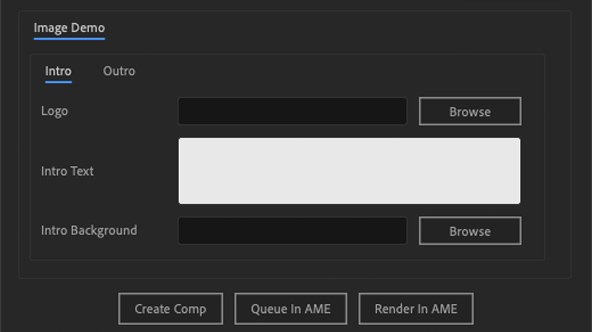 Image Demo
Intro Outro
Logo Browse
Intro Text
Intro Background Browse
Create Comp Queue In AME Render In AME